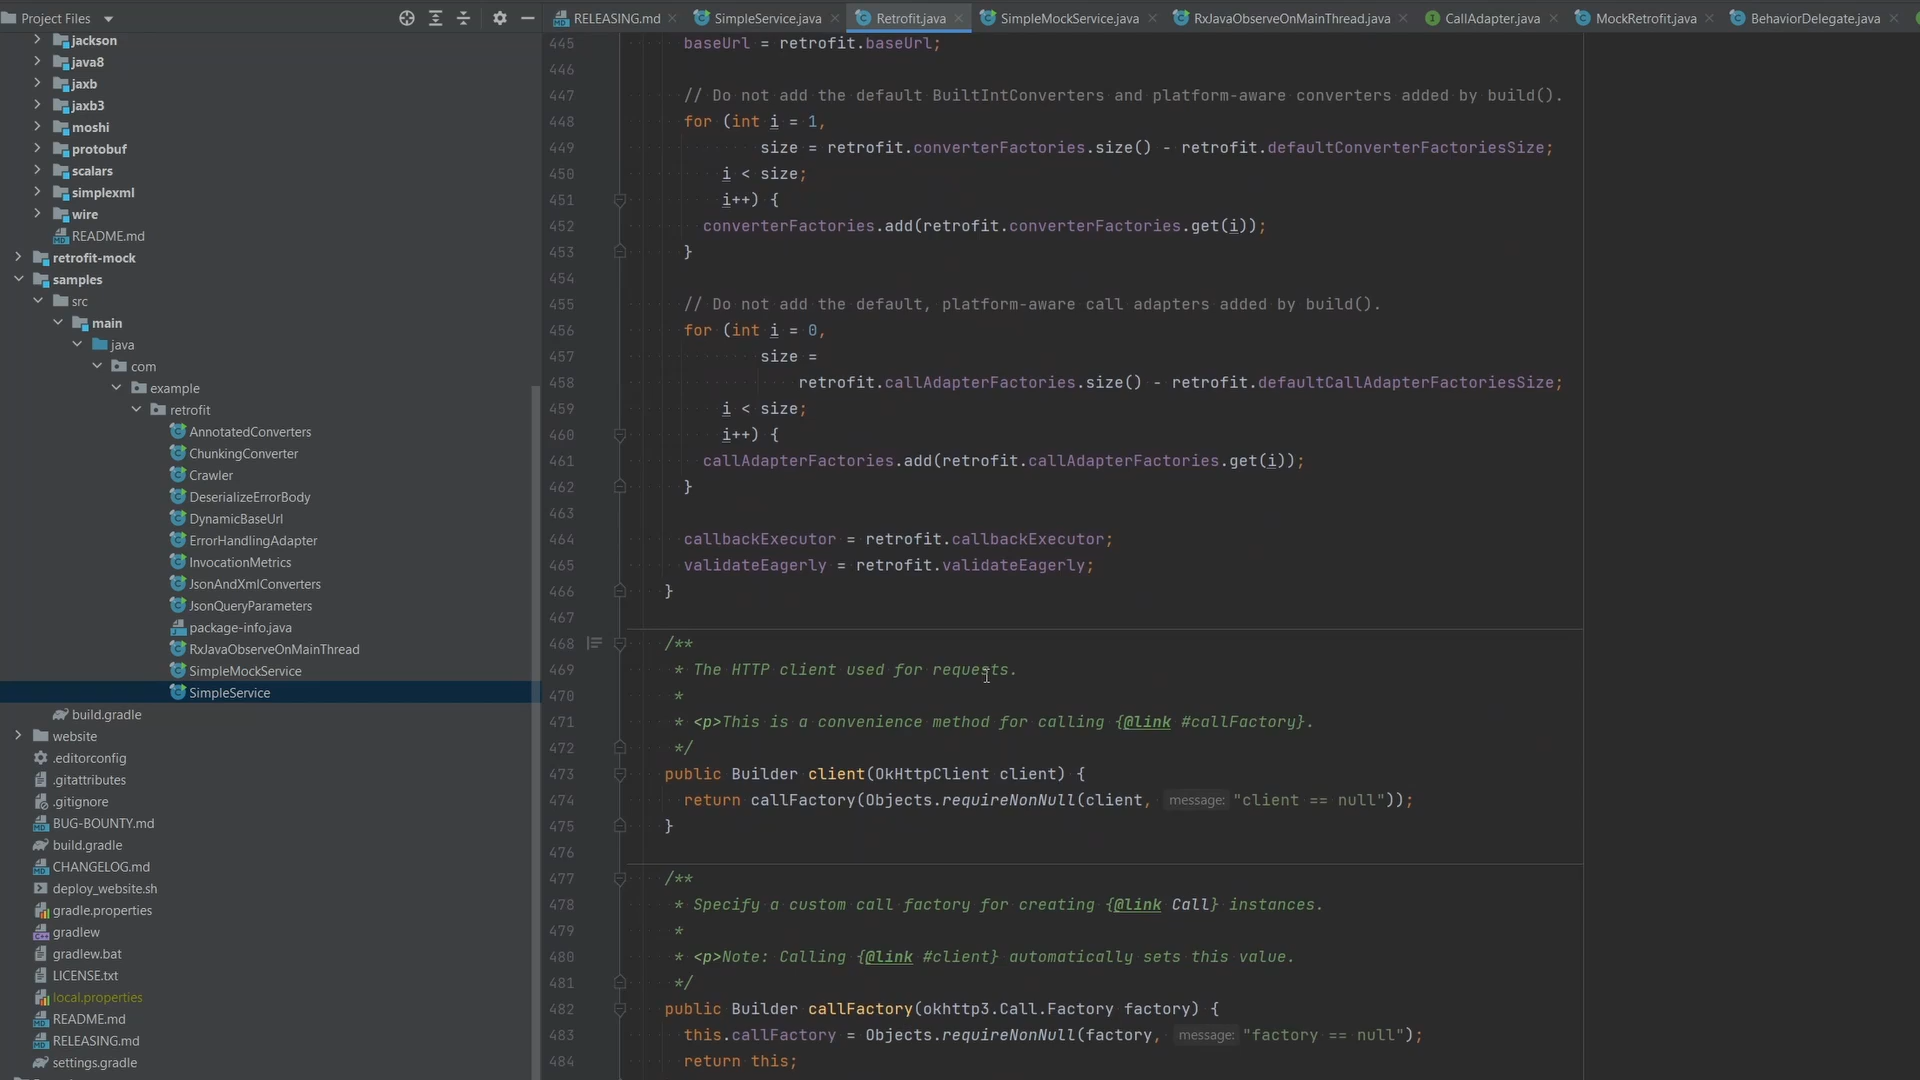 Project Files
RELEASING.md
SimpleService.java
Retrofit.java
SimpleMockService.java
RxJavaObserveOnMainThread.java
CallAdapter.java
MockRetrofit.java
BehaviorDelegate.java
jackson
java8
jaxb
jaxb3
moshi
protobuf
scalars
simplexml
wire
README.md
retrofit-mock
samples
src
main
java
com
example
retrofit
AnnotatedConverters
ChunkingConverter
Crawler
DeserializeErrorBody
DynamicBaseUrl
ErrorHandlingAdapter
InvocationMetrics
JsonAndXmlConverters
JsonQueryParameters
package-info.java
RxJavaObserveOnMainThread
SimpleMockService
SimpleService
build.gradle
website
.editorconfig
.gitattributes
.gitignore
BUG-BOUNTY.md
build.gradle
CHANGELOG.md
deploy_website.sh
gradle.properties
gradlew
gradlew.bat
LICENSE.txt
local.properties
README.md
RELEASING.md
settings.gradle
445 baseUrl = retrofit.baseUrl;
446
447 // Do not add the default BuiltIntConverters and platform-aware converters added by build().
448 for (int i = 1,
449 size = retrofit.converterFactories.size() - retrofit.defaultConverterFactoriesSize;
450 i < size;
451 i++) {
452 converterFactories.add(retrofit.converterFactories.get(i));
453 }
454
455 // Do not add the default, platform-aware call adapters added by build().
456 for (int i = 0,
457 size =
458 retrofit.callAdapterFactories.size() - retrofit.defaultCallAdapterFactoriesSize;
459 i < size;
460 i++) {
461 callAdapterFactories.add(retrofit.callAdapterFactories.get(i));
462 }
463
464 callbackExecutor = retrofit.callbackExecutor;
465 validateEagerly = retrofit.validateEagerly;
466 }
467
468 /**
469 * The HTTP client used for requests.
470 *
471 * <p>This is a convenience method for calling {@link #callFactory}.
472 */
473 public Builder client(OkHttpClient client) {
474 return callFactory(Objects.requireNonNull(client, message: "client == null"));
475 }
476
477 /**
478 * Specify a custom call factory for creating {@link Call} instances.
479 *
480 * <p>Note: Calling {@link #client} automatically sets this value.
481 */
482 public Builder callFactory(okhttp3.Call.Factory factory) {
483 this.callFactory = Objects.requireNonNull(factory, message: "factory == null");
484 return this;